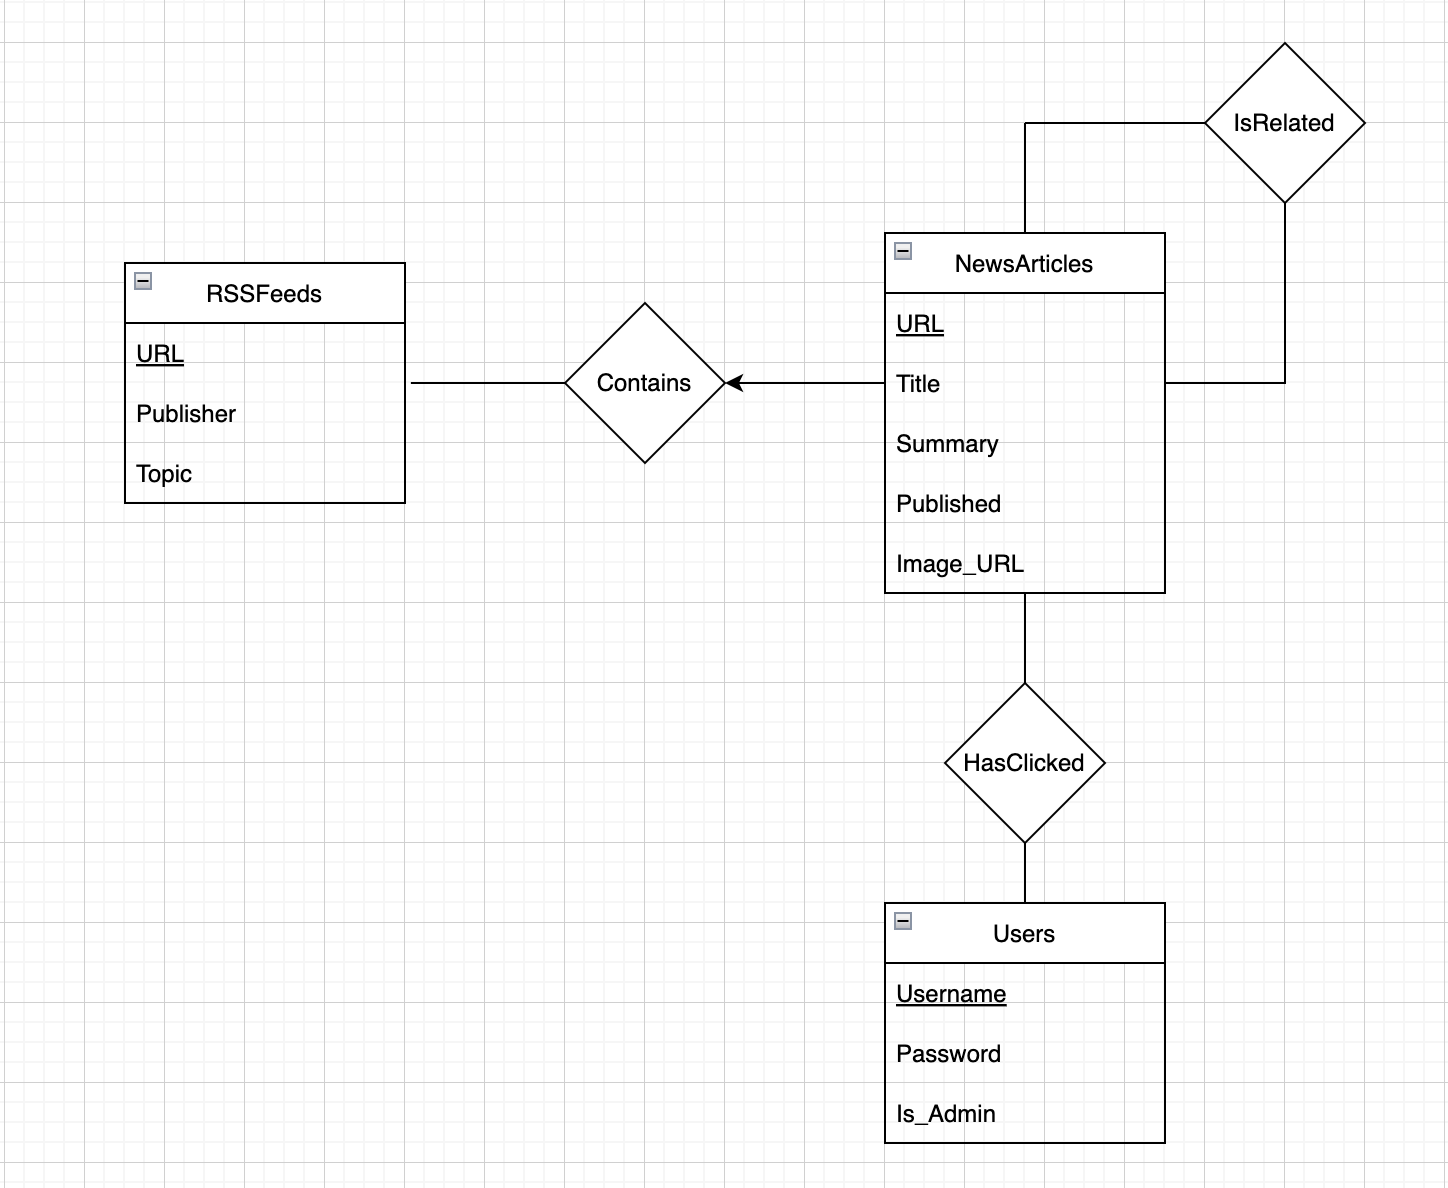 IsRelated
NewsArticles
URL
Title
Summary
Published
Image_URL
RSSFeeds
URL
Publisher
Topic
Contains
HasClicked
Users
Username
Password
Is_Admin